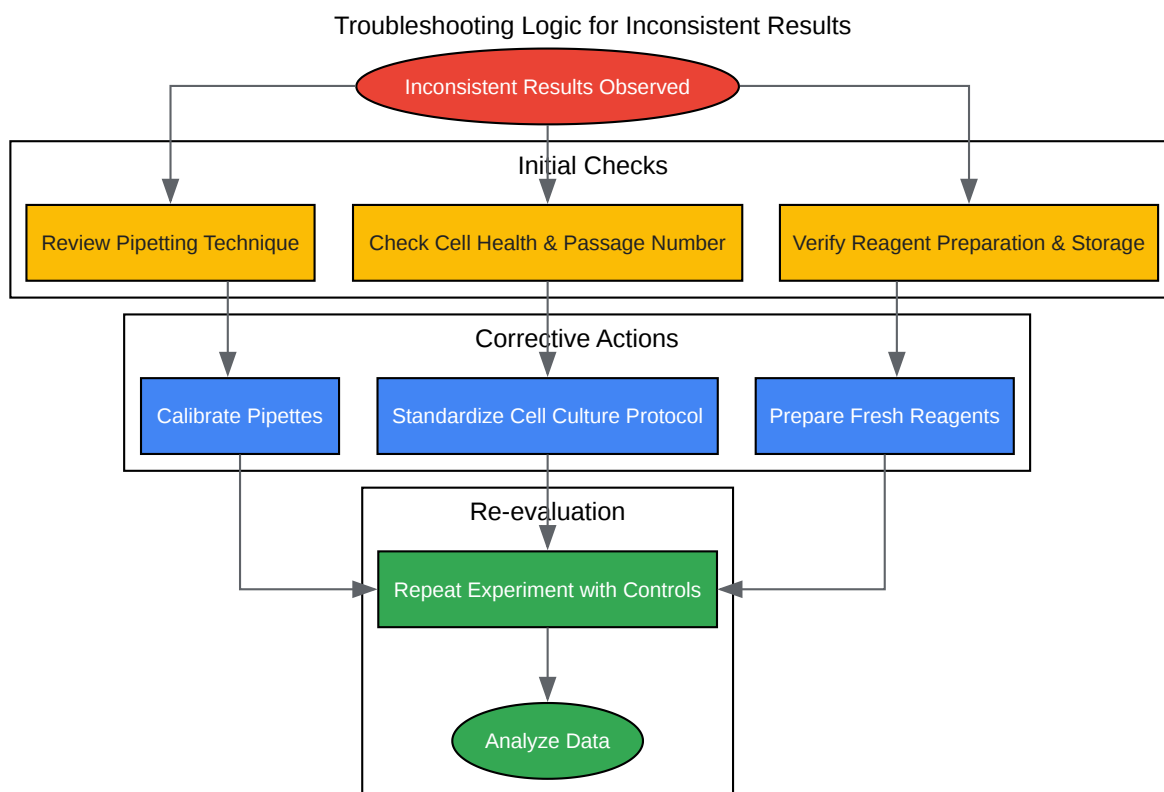 Troubleshooting Logic for Inconsistent Results
Inconsistent Results Observed
Initial Checks
Review Pipetting Technique
Check Cell Health & Passage Number
Verify Reagent Preparation & Storage
Corrective Actions
Calibrate Pipettes
Standardize Cell Culture Protocol
Prepare Fresh Reagents
Re-evaluation
Repeat Experiment with Controls
Analyze Data